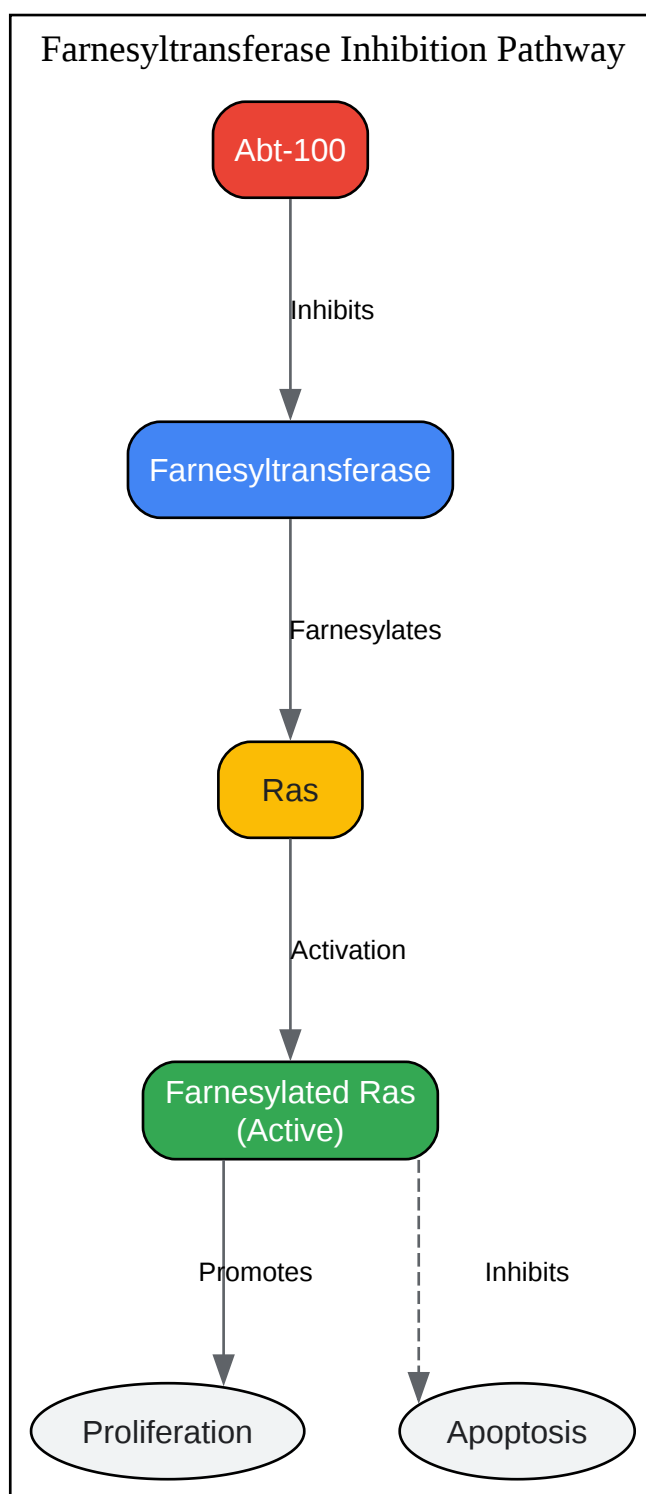 Farnesyltransferase Inhibition Pathway
Abt-100
Inhibits
Farnesyltransferase
Farnesylates
Ras
Activation
Farnesylated Ras
(Active)
Promotes
Inhibits
Proliferation
Apoptosis